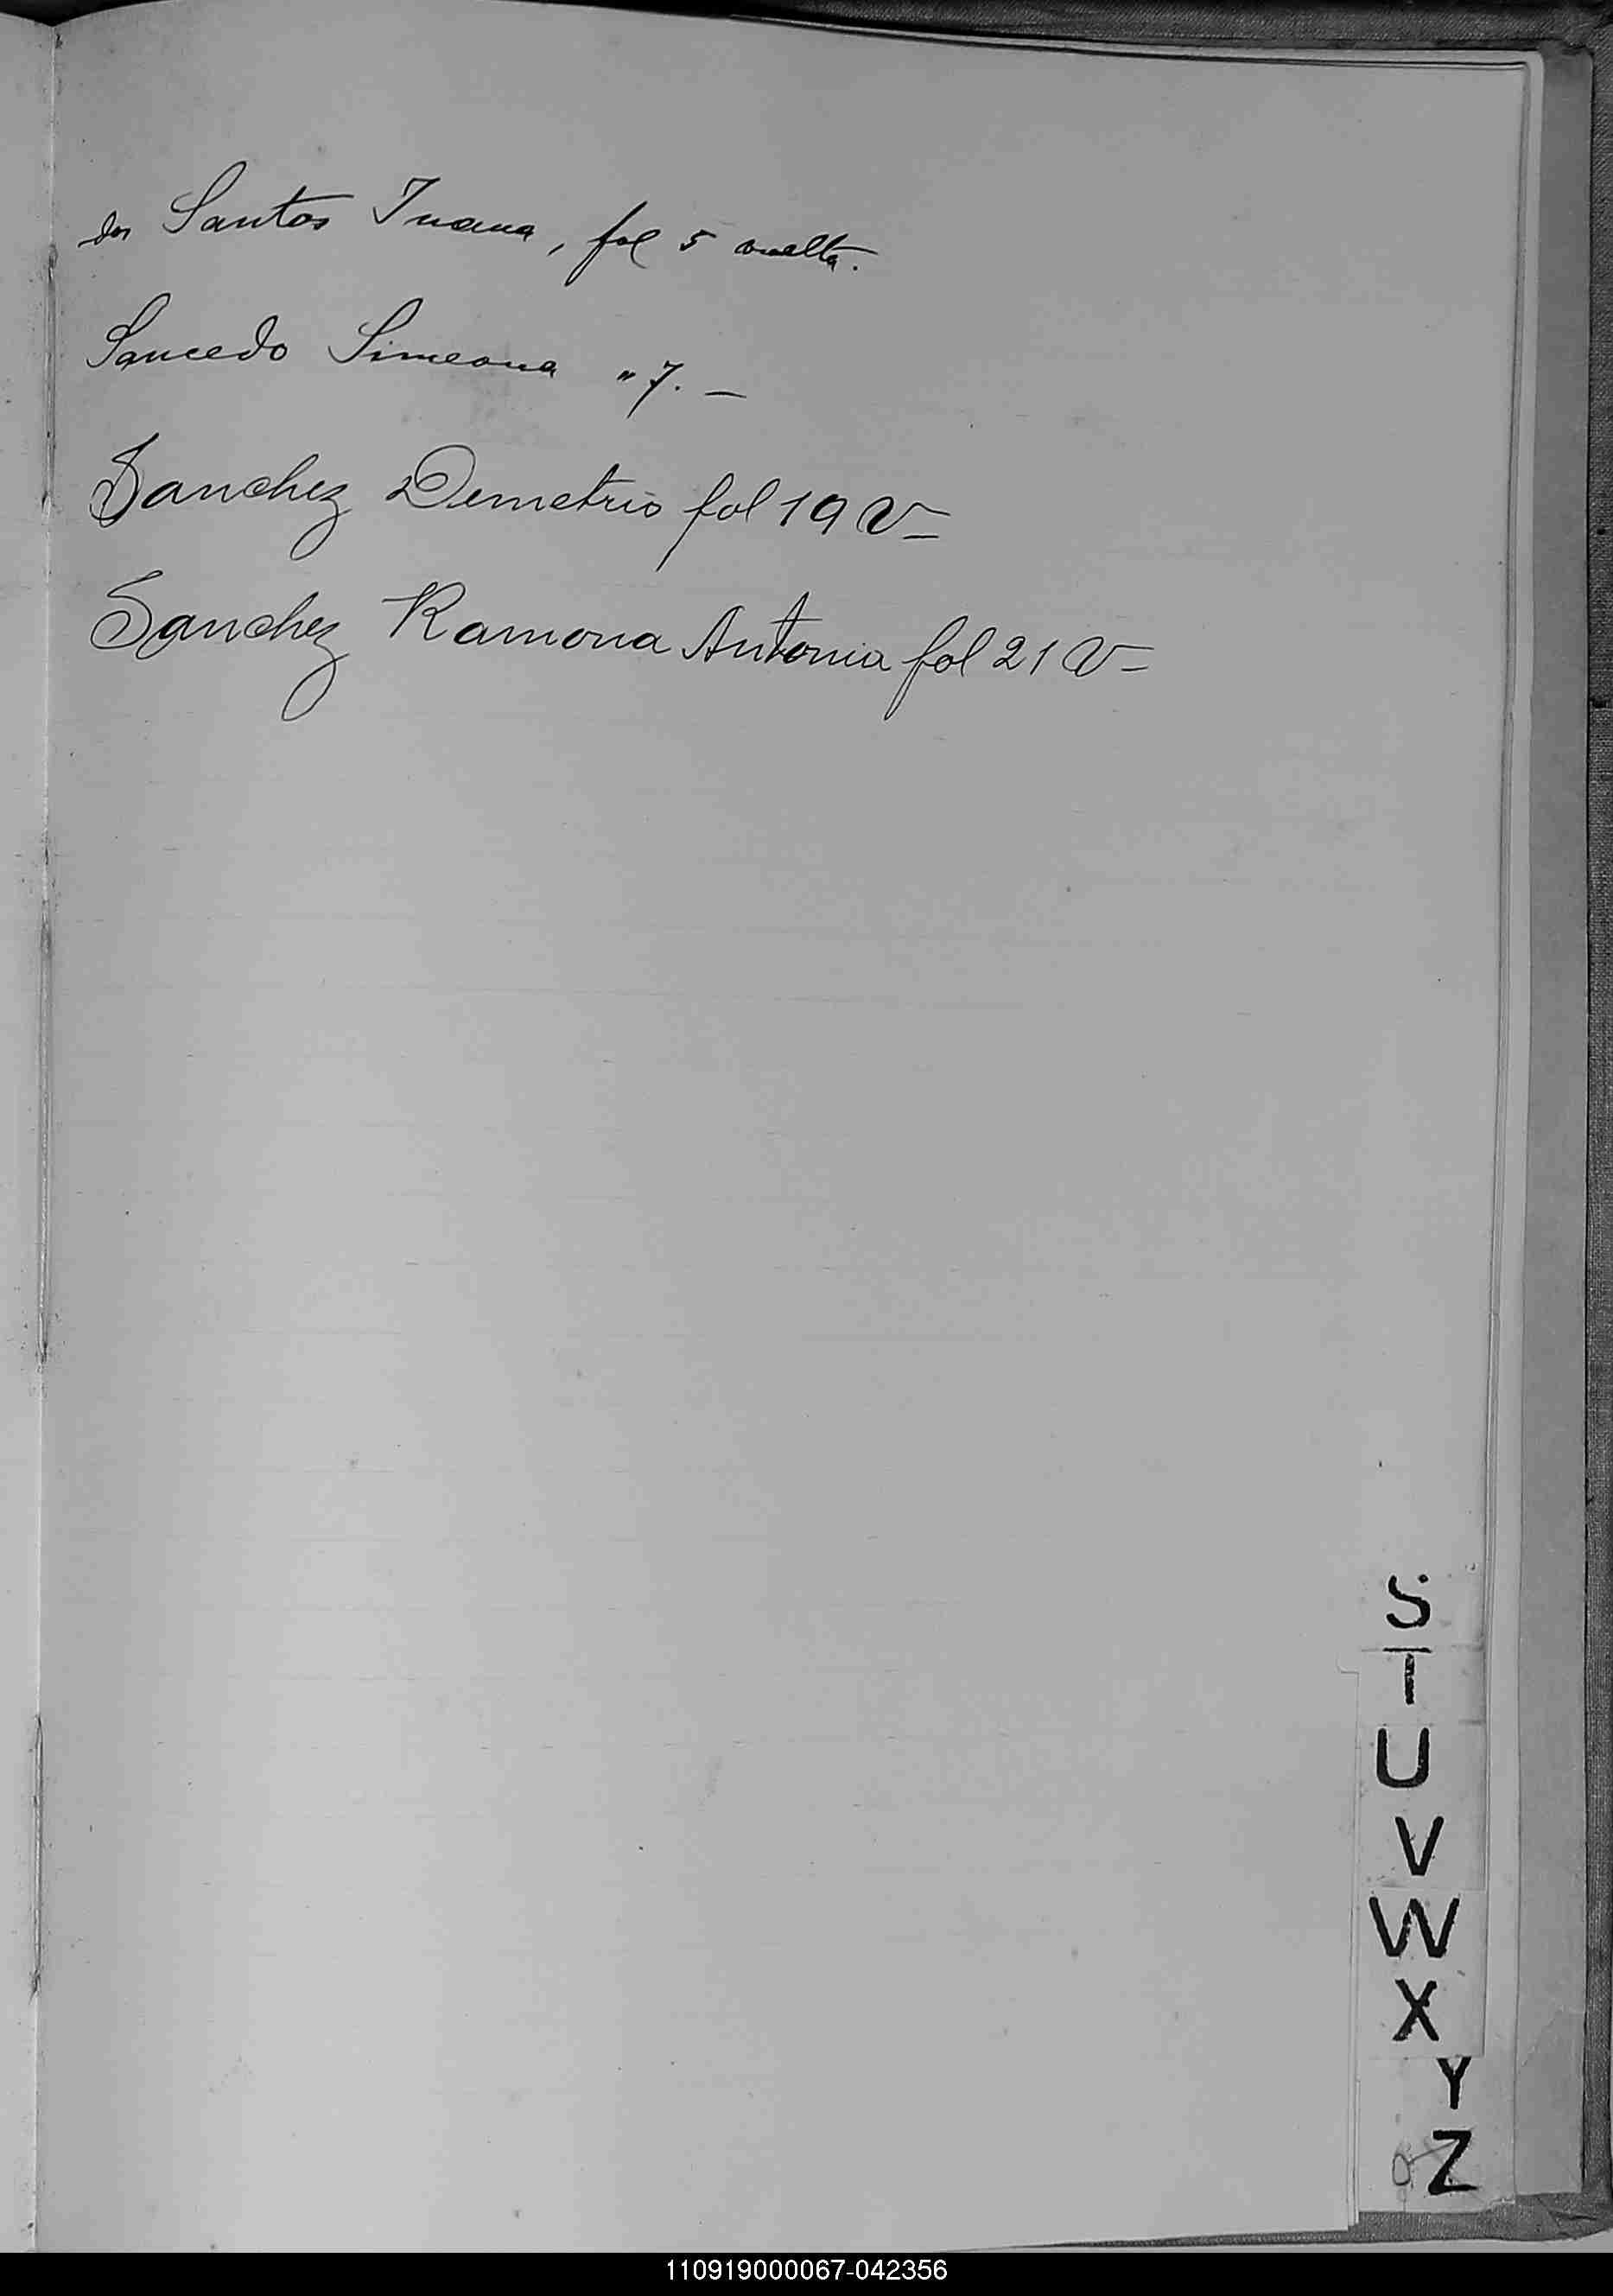 dos Santos Juana, fol 5 vuelta.
Saucedo Simeona " 7. —
Sanchez Demetrio fol 19 V—
Sanchez Ramona Antonia fol 21 V—
S
T
U
V
W
X
Y
Z
110919000067-042356